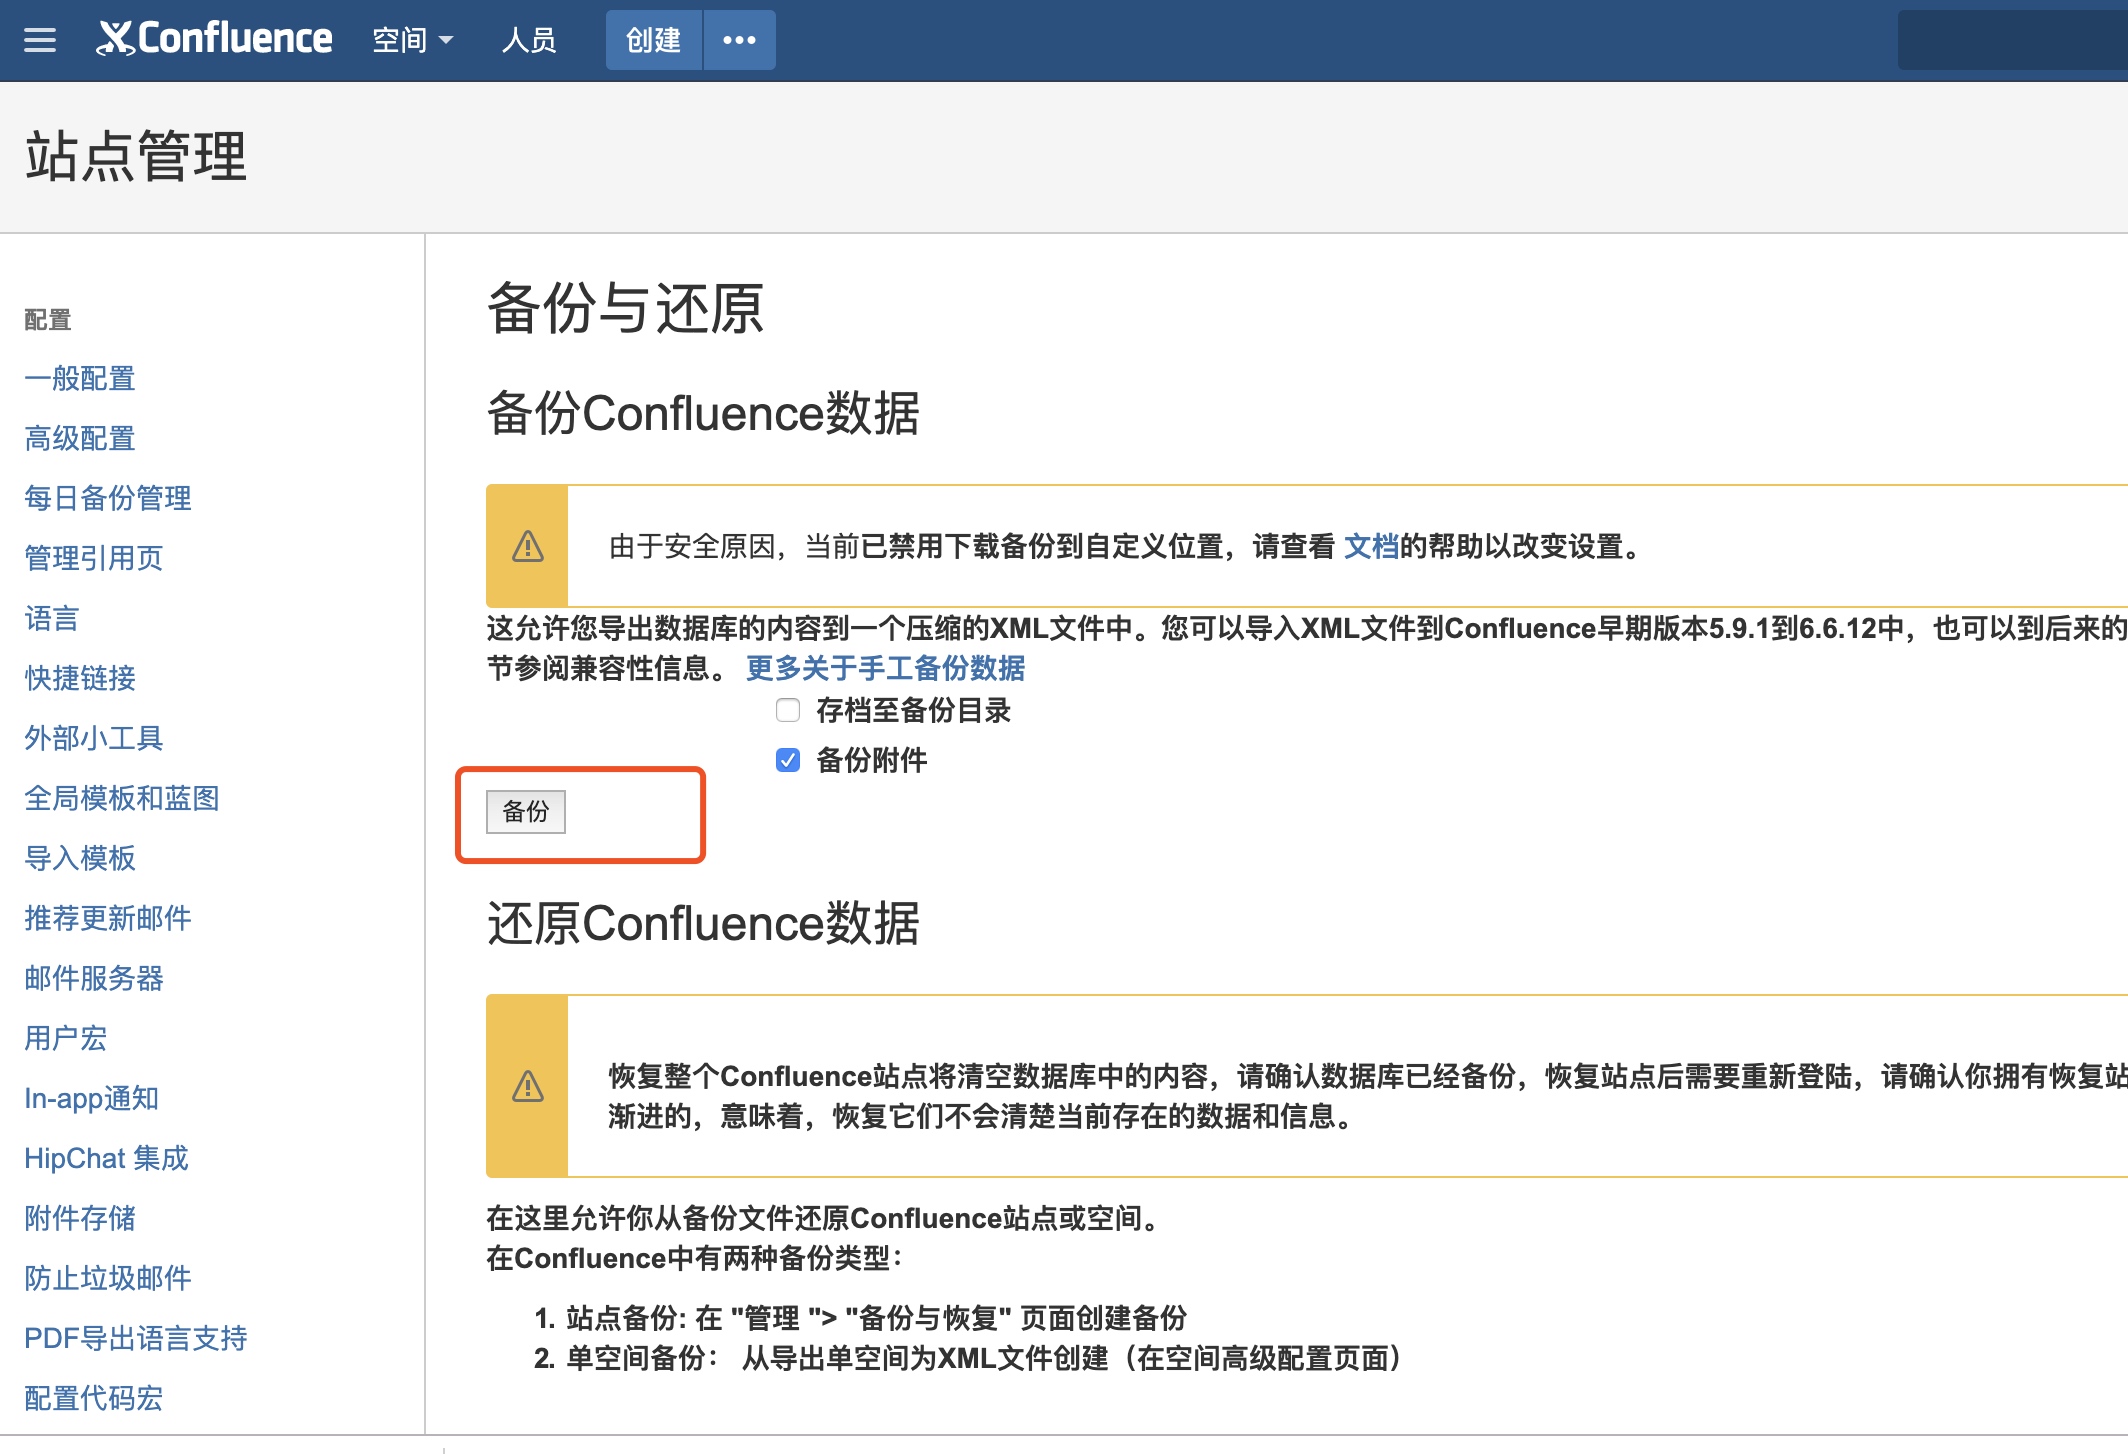 Confluence 空间 人员 创建 •••
站点管理
配置
一般配置
高级配置
每日备份管理
管理引用页
语言
快捷链接
外部小工具
全局模板和蓝图
导入模板
推荐更新邮件
邮件服务器
用户宏
In-app通知
HipChat 集成
附件存储
防止垃圾邮件
PDF导出语言支持
配置代码宏
备份与还原
备份Confluence数据
由于安全原因，当前已禁用下载备份到自定义位置，请查看 文档的帮助以改变设置。
这允许您导出数据库的内容到一个压缩的XML文件中。您可以导入XML文件到Confluence早期版本5.9.1到6.6.12中，也可以到后来的
节参阅兼容性信息。 更多关于手工备份数据
存档至备份目录
备份附件
备份
还原Confluence数据
恢复整个Confluence站点将清空数据库中的内容，请确认数据库已经备份，恢复站点后需要重新登陆，请确认你拥有恢复站
渐进的，意味着，恢复它们不会清楚当前存在的数据和信息。
在这里允许你从备份文件还原Confluence站点或空间。
在Confluence中有两种备份类型：
1. 站点备份: 在 "管理 "> "备份与恢复" 页面创建备份
2. 单空间备份： 从导出单空间为XML文件创建（在空间高级配置页面）